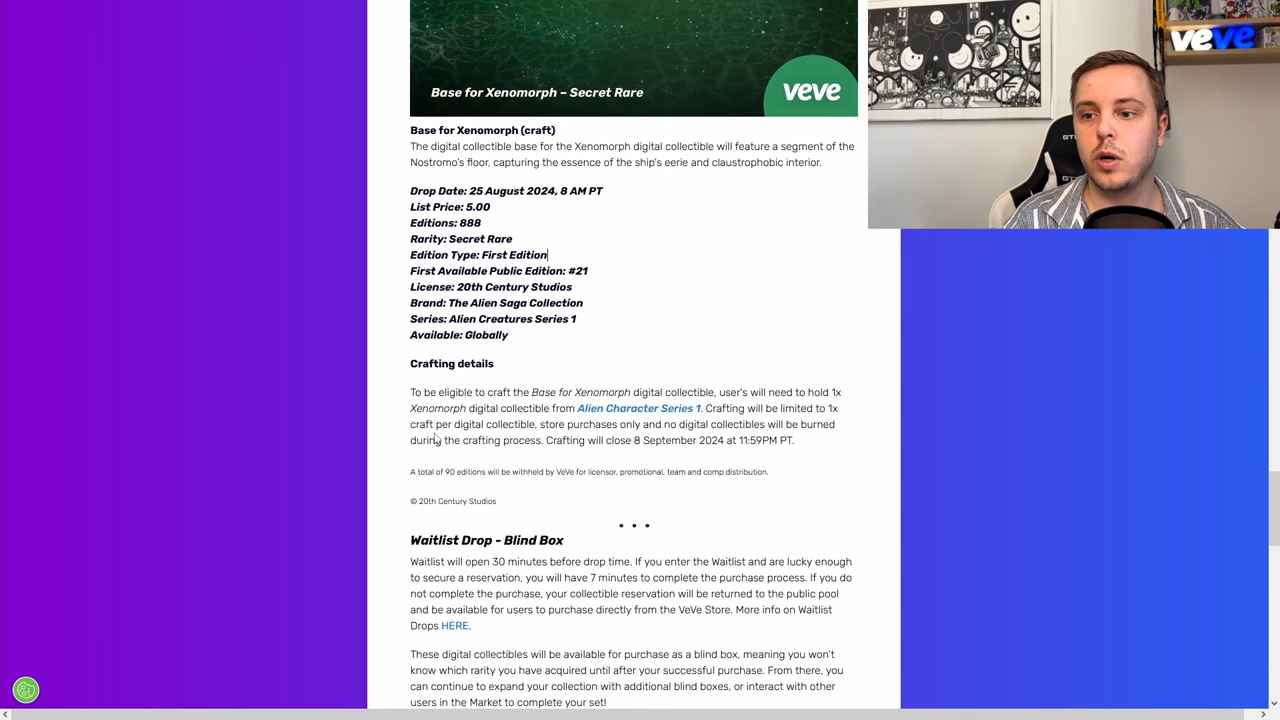 Base for Xenomorph – Secret Rare
veve
veve
GT
Base for Xenomorph (craft)
The digital collectible base for the Xenomorph digital collectible will feature a segment of the
Nostromo's floor, capturing the essence of the ship's eerie and claustrophobic interior.
Drop Date: 25 August 2024, 8 AM PT
List Price: 5.00
Editions: 888
Rarity: Secret Rare
Edition Type: First Edition
First Available Public Edition: #21
License: 20th Century Studios
Brand: The Alien Saga Collection
Series: Alien Creatures Series 1
Available: Globally
Crafting details
To be eligible to craft the Base for Xenomorph digital collectible, user's will need to hold 1x
Xenomorph digital collectible from Alien Character Series 1. Crafting will be limited to 1x
craft per digital collectible, store purchases only and no digital collectibles will be burned
during the crafting process. Crafting will close 8 September 2024 at 11:59PM PT.
A total of 90 editions will be withheld by VeVe for licensor, promotional, team and comp distribution.
© 20th Century Studios
• • •
Waitlist Drop - Blind Box
Waitlist will open 30 minutes before drop time. If you enter the Waitlist and are lucky enough
to secure a reservation, you will have 7 minutes to complete the purchase process. If you do
not complete the purchase, your collectible reservation will be returned to the public pool
and be available for users to purchase directly from the VeVe Store. More info on Waitlist
Drops HERE.
These digital collectibles will be available for purchase as a blind box, meaning you won't
know which rarity you have acquired until after your successful purchase. From there, you
can continue to expand your collection with additional blind boxes, or interact with other
users in the Market to complete your set!